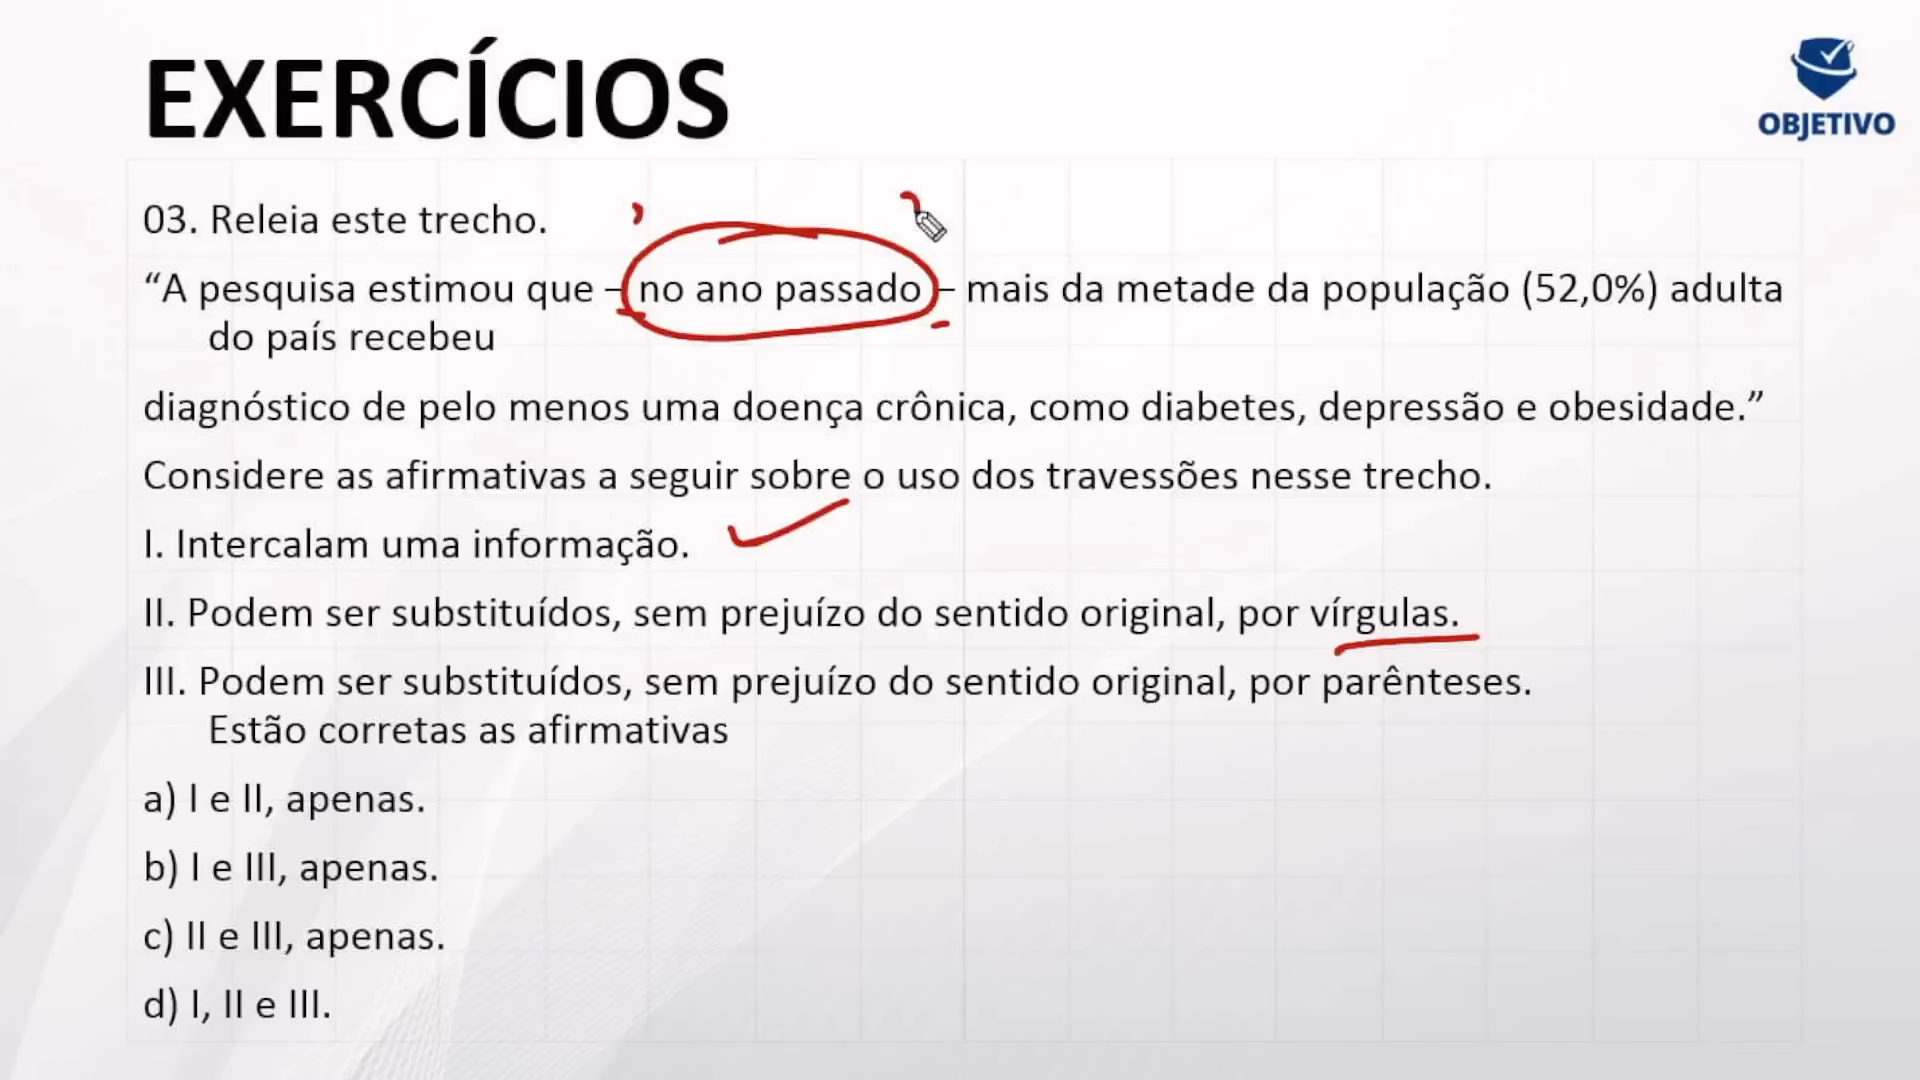 EXERCÍCIOS
OBJETIVO
03. Releia este trecho.
“A pesquisa estimou que – no ano passado – mais da metade da população (52,0%) adulta
do país recebeu
diagnóstico de pelo menos uma doença crônica, como diabetes, depressão e obesidade.”
Considere as afirmativas a seguir sobre o uso dos travessões nesse trecho.
I. Intercalam uma informação.
II. Podem ser substituídos, sem prejuízo do sentido original, por vírgulas.
III. Podem ser substituídos, sem prejuízo do sentido original, por parênteses.
Estão corretas as afirmativas
a) I e II, apenas.
b) I e III, apenas.
c) II e III, apenas.
d) I, II e III.